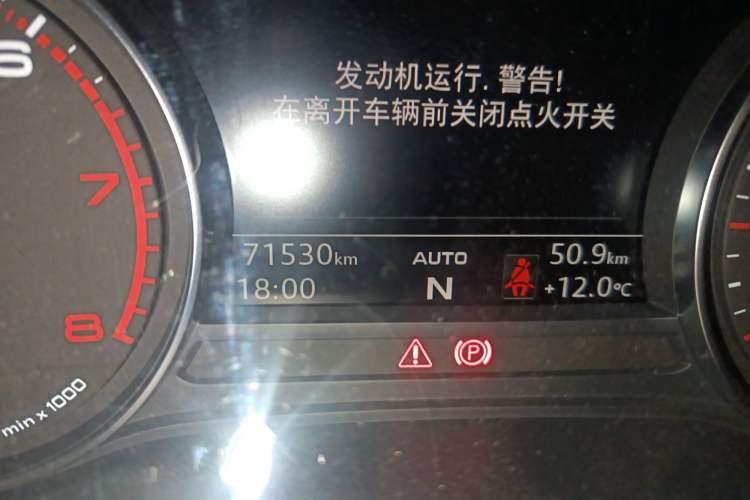 发动机运行.警告!
在离开车辆前关闭点火开关
6
7
8
min x 1000
71530km
AUTO
50.9km
18:00
N
+12.0°C
P